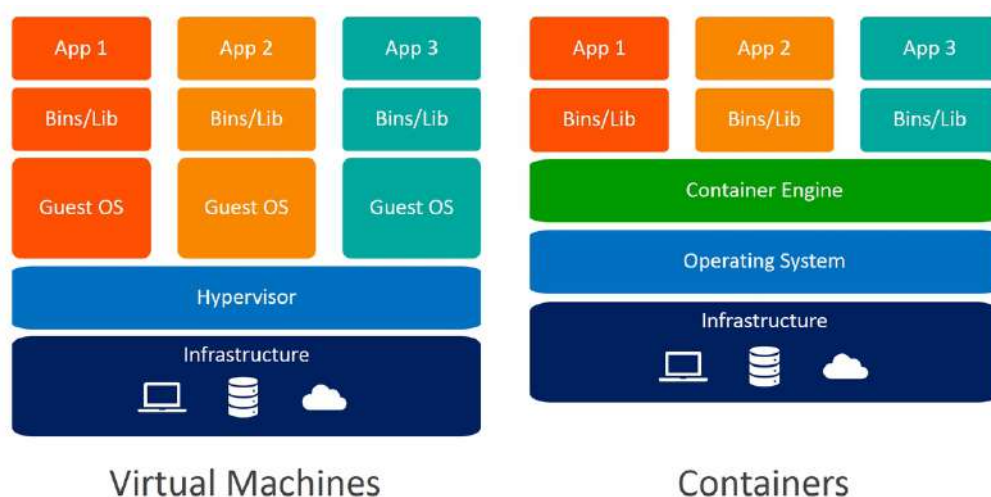 App 1
App 2
App 3
Bins/Lib
Bins/Lib
Bins/Lib
Guest OS
Guest OS
Guest OS
Hypervisor
Infrastructure
Virtual Machines
App 1
App 2
App 3
Bins/Lib
Bins/Lib
Bins/Lib
Container Engine
Operating System
Infrastructure
Containers